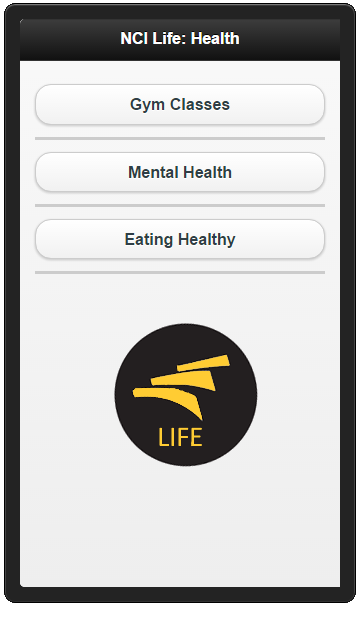 NCI Life: Health
Gym Classes
Mental Health
Eating Healthy
LIFE